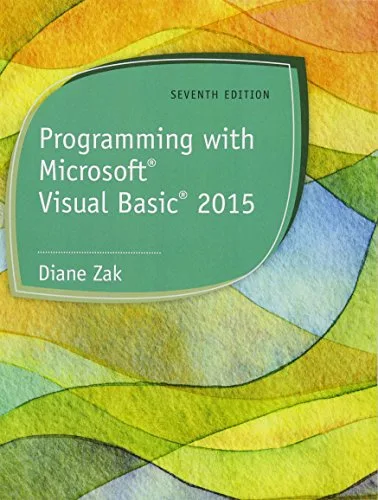 SEVENTH EDITION
Programming with
Microsoft®
Visual Basic® 2015
Diane Zak